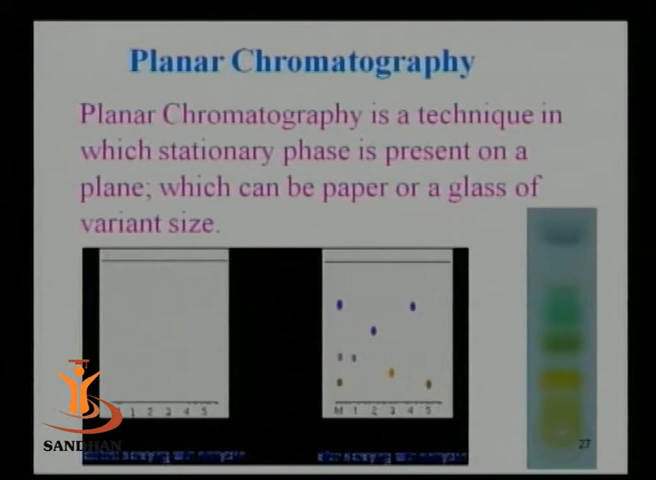 Planar Chromatography
Planar Chromatography is a technique in
which stationary phase is present on a
plane; which can be paper or a glass of
variant size.
1 2 3 4 5
M 1 2 3 4 5
SANDHAN
27